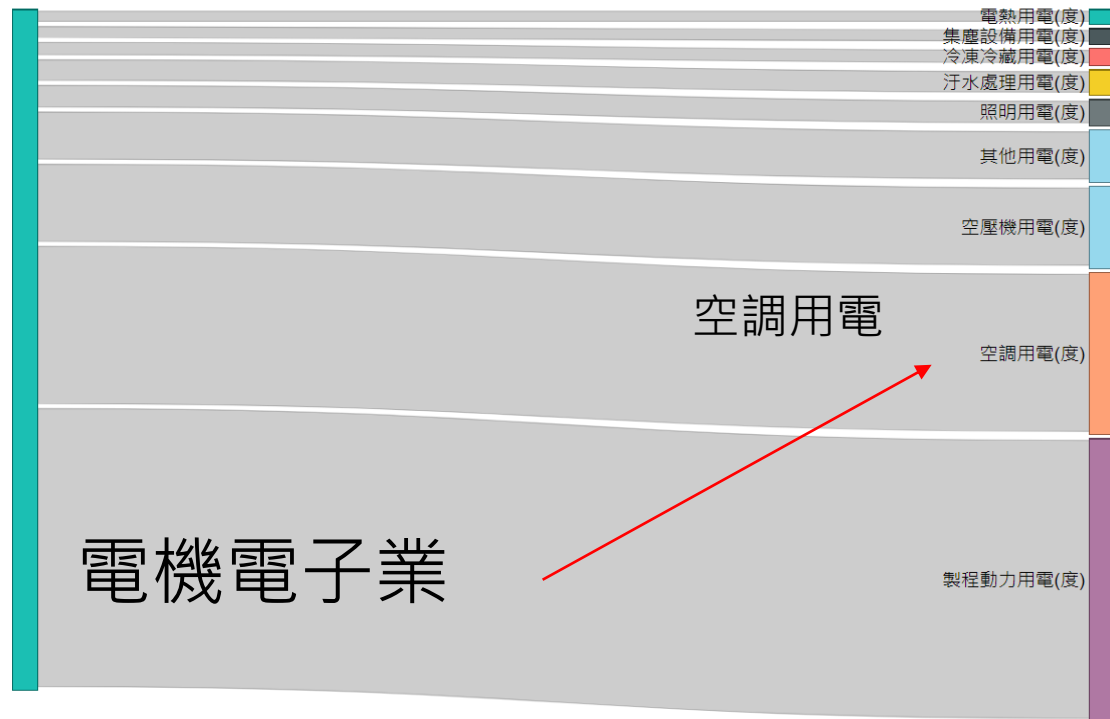 電熱用電(度)
集塵設備用電(度)
冷凍冷藏用電(度)
汙水處理用電(度)
照明用電(度)
其他用電(度)
空壓機用電(度)
空調用電
空調用電(度)
電機電子業
製程動力用電(度)